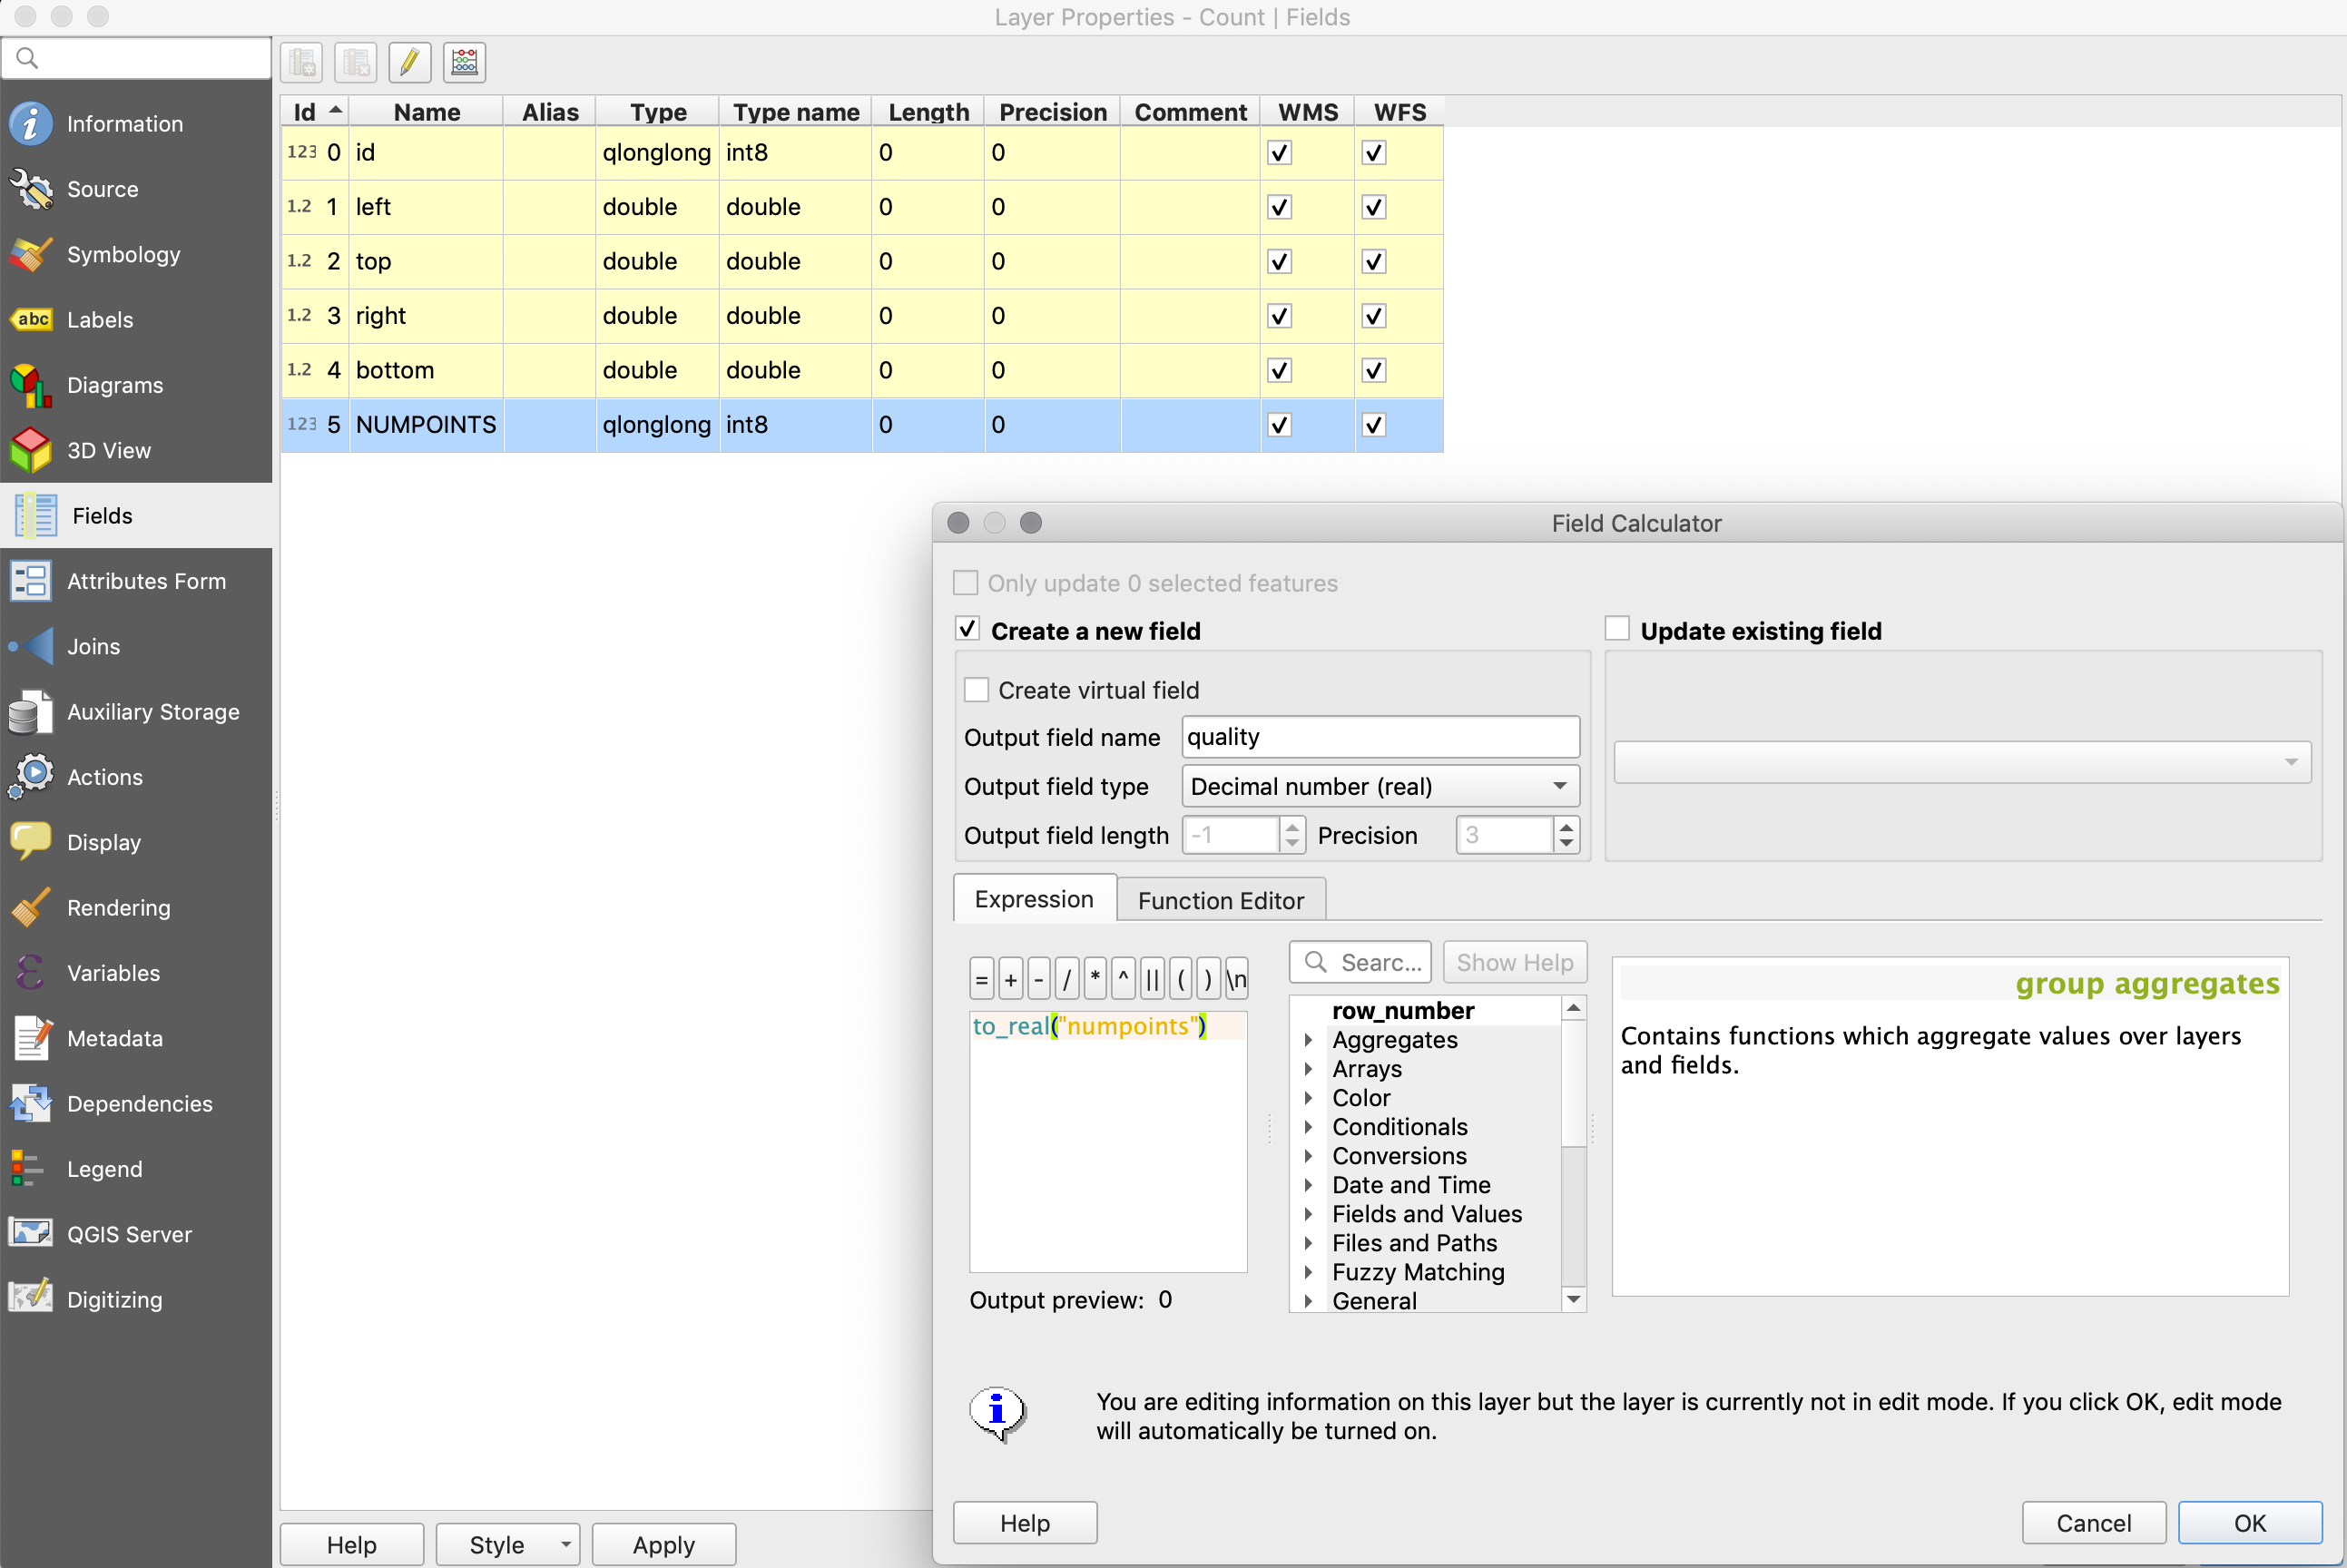 Layer Properties - Count | Fields
Information
Source
Symbology
abc Labels
Diagrams
3D View
Fields
Attributes Form
Joins
Auxiliary Storage
Actions
Display
Rendering
Variables
Metadata
Dependencies
Legend
QGIS Server
Digitizing
Id Name Alias Type Type name Length Precision Comment WMS WFS
123 0 id qlonglong int8 0 0
1.2 1 left double double 0 0
1.2 2 top double double 0 0
1.2 3 right double double 0 0
1.2 4 bottom double double 0 0
123 5 NUMPOINTS qlonglong int8 0 0
Help Style Apply
Field Calculator
Only update 0 selected features
Create a new field
Update existing field
Create virtual field
Output field name quality
Output field type Decimal number (real)
Output field length -1 Precision 3
Expression Function Editor
= + - / * ^ || ( ) \n
to_real("numpoints")
Output preview: 0
Searc... Show Help
row_number
Aggregates
Arrays
Color
Conditionals
Conversions
Date and Time
Fields and Values
Files and Paths
Fuzzy Matching
General
group aggregates
Contains functions which aggregate values over layers
and fields.
You are editing information on this layer but the layer is currently not in edit mode. If you click OK, edit mode
will automatically be turned on.
Help Cancel OK